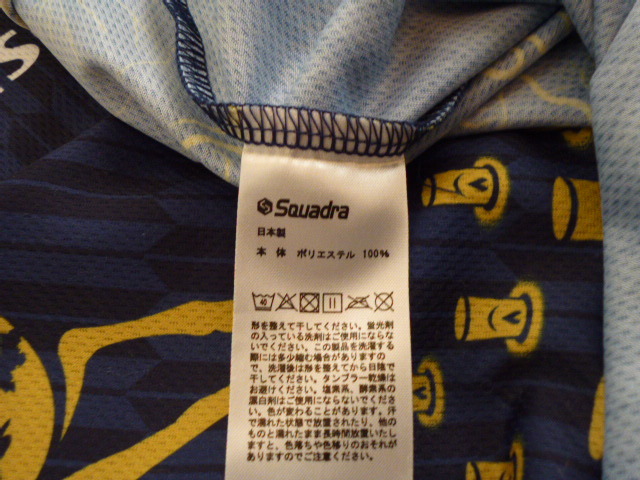 Squadra
日本製
本体 ポリエステル 100%
40
形を整えて干してください。蛍光剤
の入っている洗剤はご使用にならない
でください。この製品を洗濯する
際には多少縮む場合がありますの
で、洗濯後は形を整えてから日陰で
干してください。タンブラー乾燥は
お避けください。塩素系、酵素系の
漂白剤はご使用にならないでくださ
い。色が変わることがあります。汗
で濡れた状態で放置されたり、他の
ものと濡れたまま長時間放置いたし
ますと、色落ちや色移りのおそれが
ありますのでご注意ください。